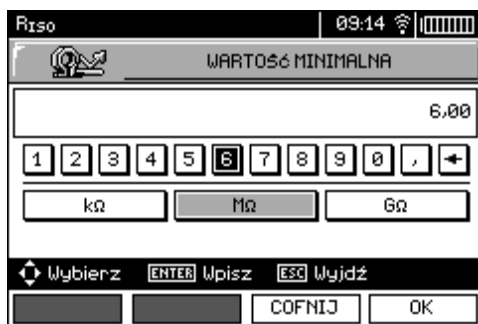 RISO 09:14
WARTOŚć MINIMALNA
6,00
1 2 3 4 5 6 7 8 9 0 , ←
kΩ MΩ GΩ
Wybierz ENTER Wpisz ESC Wyjdź
COFNIJ OK